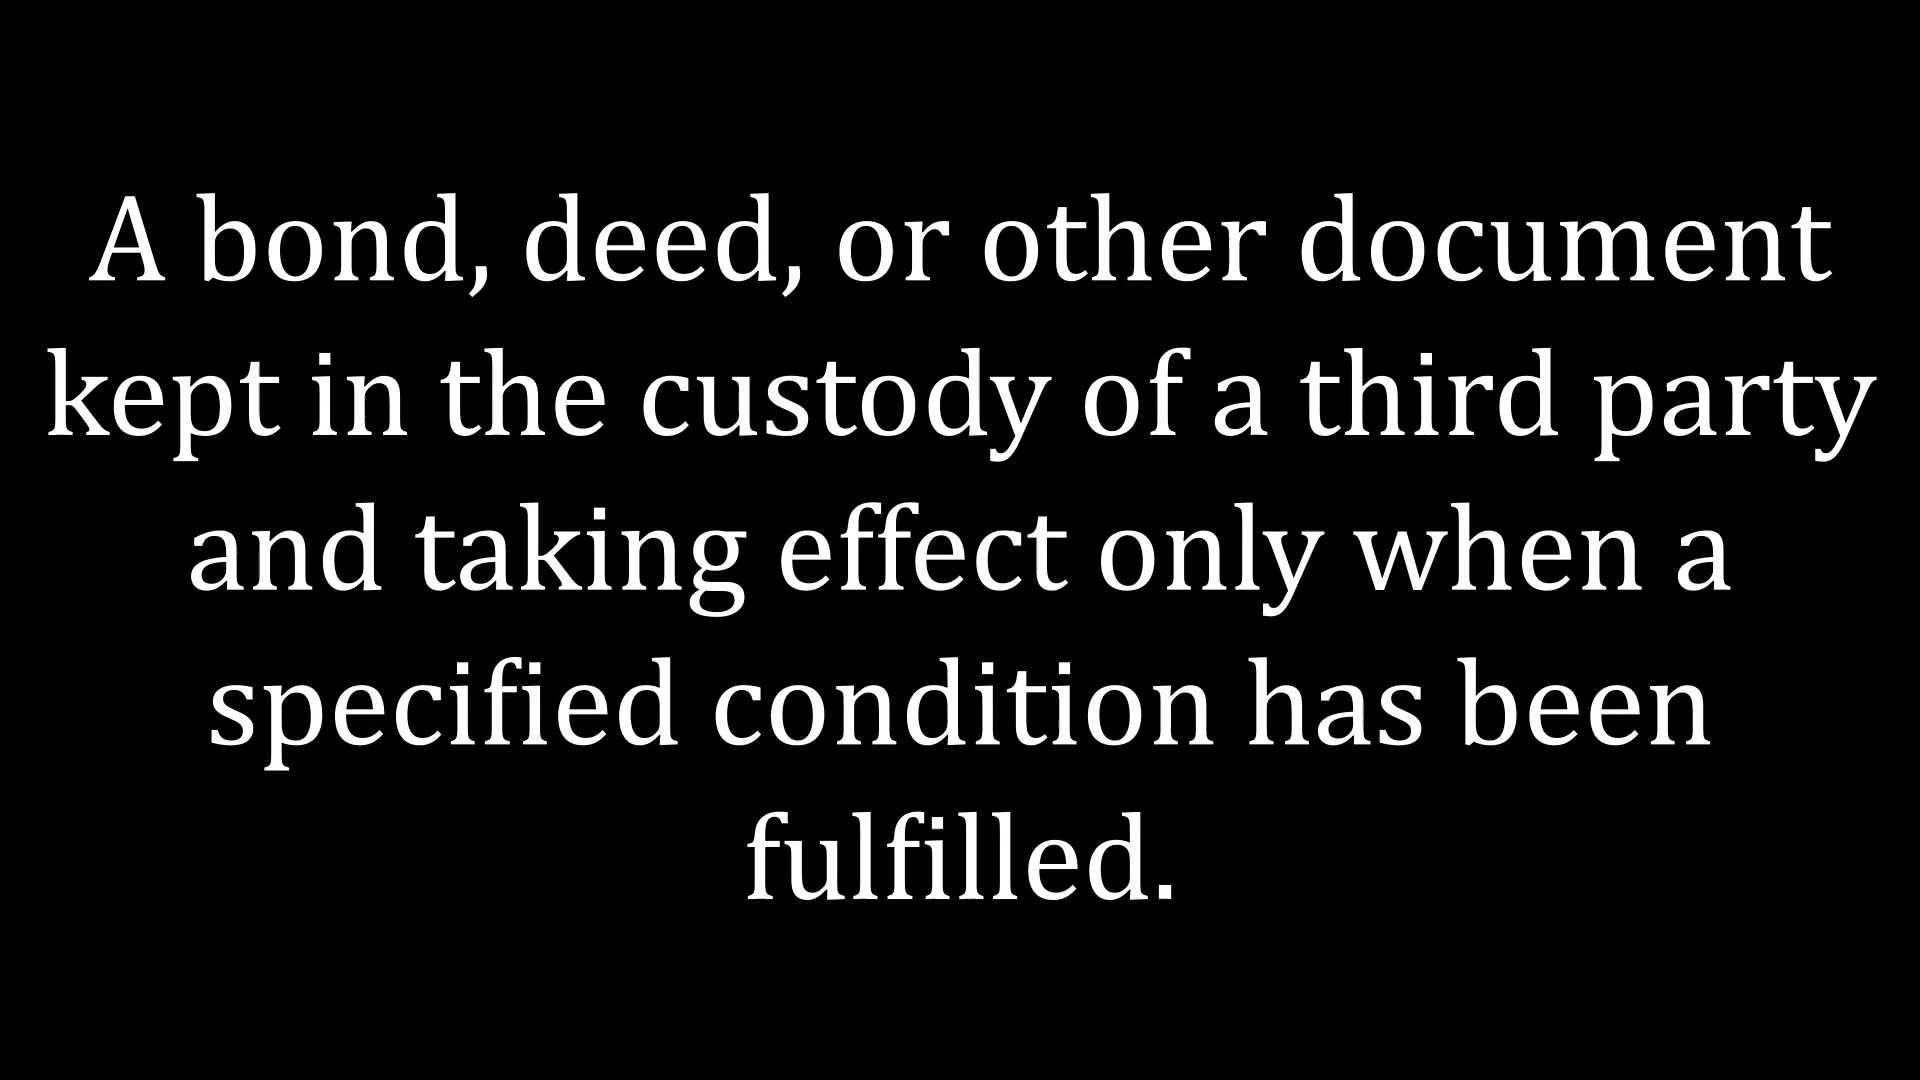 A bond, deed, or other document
kept in the custody of a third party
and taking effect only when a
specified condition has been
fulfilled.